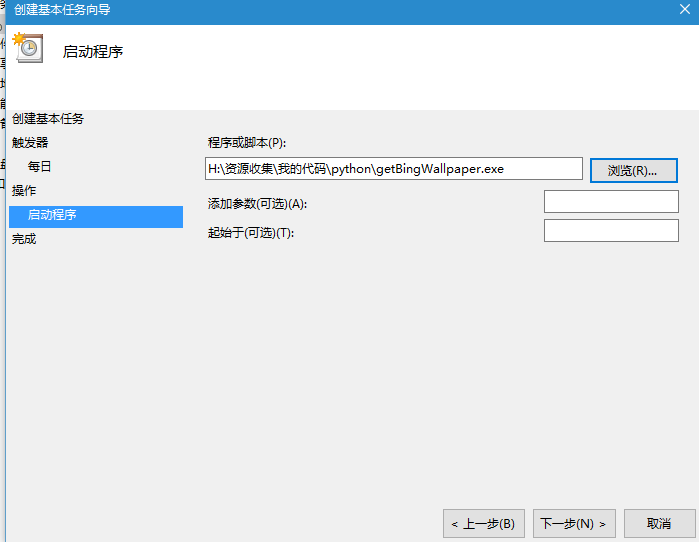 创建基本任务向导
启动程序
创建基本任务
触发器
每日
操作
启动程序
完成
程序或脚本(P):
H:\资源收集\我的代码\python\getBingWallpaper.exe
浏览(R)...
添加参数(可选)(A):
起始于(可选)(T):
< 上一步(B)
下一步(N) >
取消